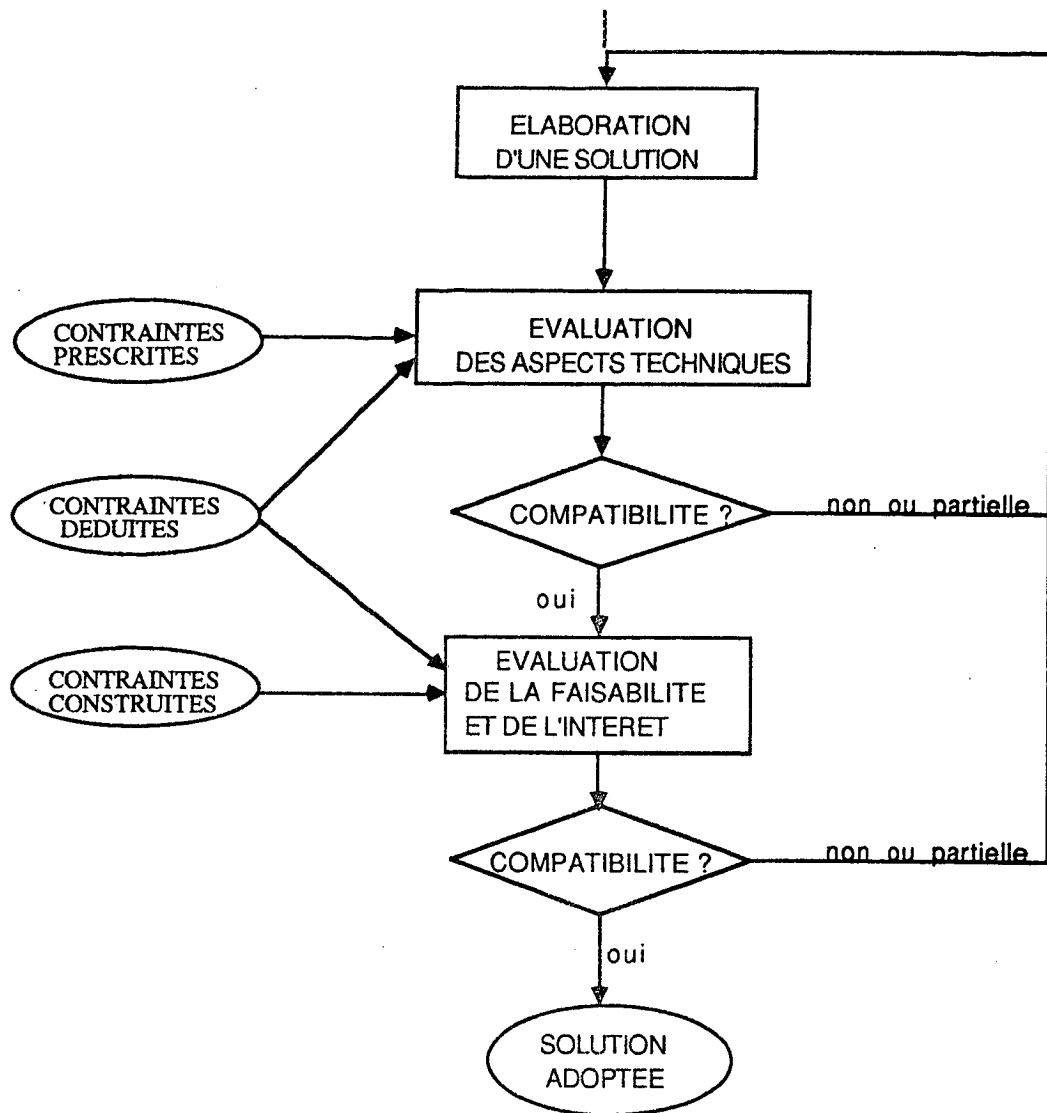 ELABORATION
D'UNE SOLUTION
CONTRAINTES
PRESCRITES
EVALUATION
DES ASPECTS TECHNIQUES
CONTRAINTES
DEDUITES
COMPATIBILITE ?
non ou partielle
oui
CONTRAINTES
CONSTRUITES
EVALUATION
DE LA FAISABILITE
ET DE L'INTERET
COMPATIBILITE ?
non ou partielle
oui
SOLUTION
ADOPTEE